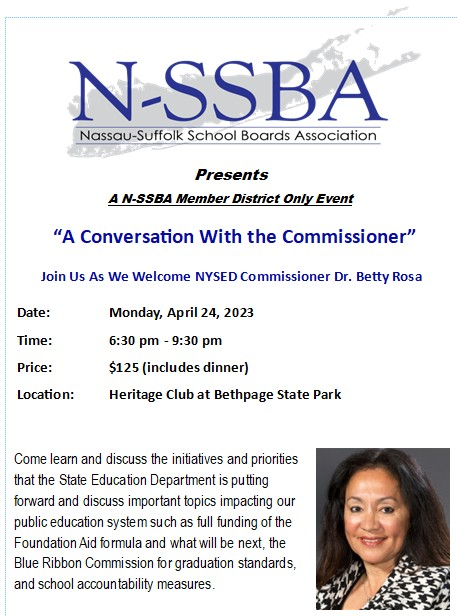 N-SSBA
Nassau-Suffolk School Boards Association
Presents
A N-SSBA Member District Only Event
“A Conversation With the Commissioner”
Join Us As We Welcome NYSED Commissioner Dr. Betty Rosa
Date: Monday, April 24, 2023
Time: 6:30 pm - 9:30 pm
Price: $125 (includes dinner)
Location: Heritage Club at Bethpage State Park
Come learn and discuss the initiatives and priorities
that the State Education Department is putting
forward and discuss important topics impacting our
public education system such as full funding of the
Foundation Aid formula and what will be next, the
Blue Ribbon Commission for graduation standards,
and school accountability measures.